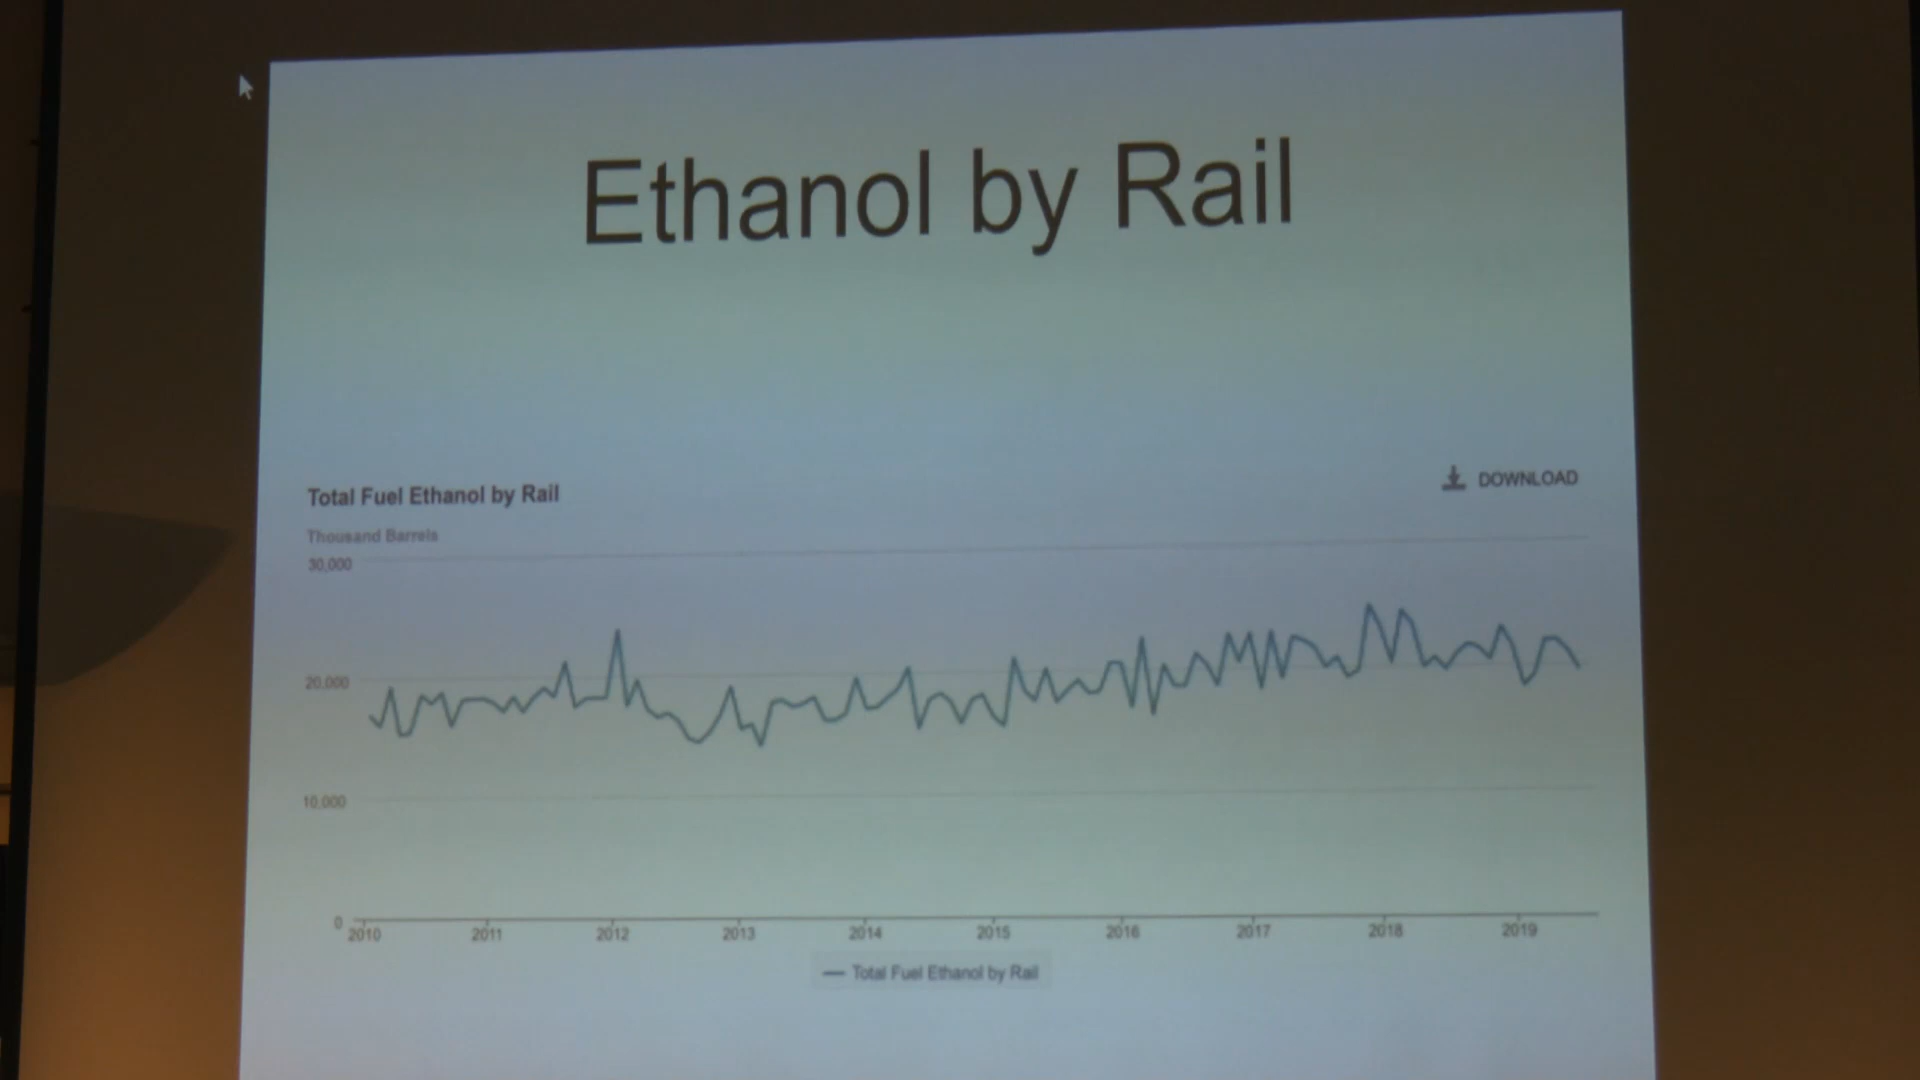 Ethanol by Rail
DOWNLOAD
Total Fuel Ethanol by Rail
Thousand Barrels
30,000
20,000
10,000
0
2010 2011 2012 2013 2014 2015 2016 2017 2018 2019
Total Fuel Ethanol by Rail